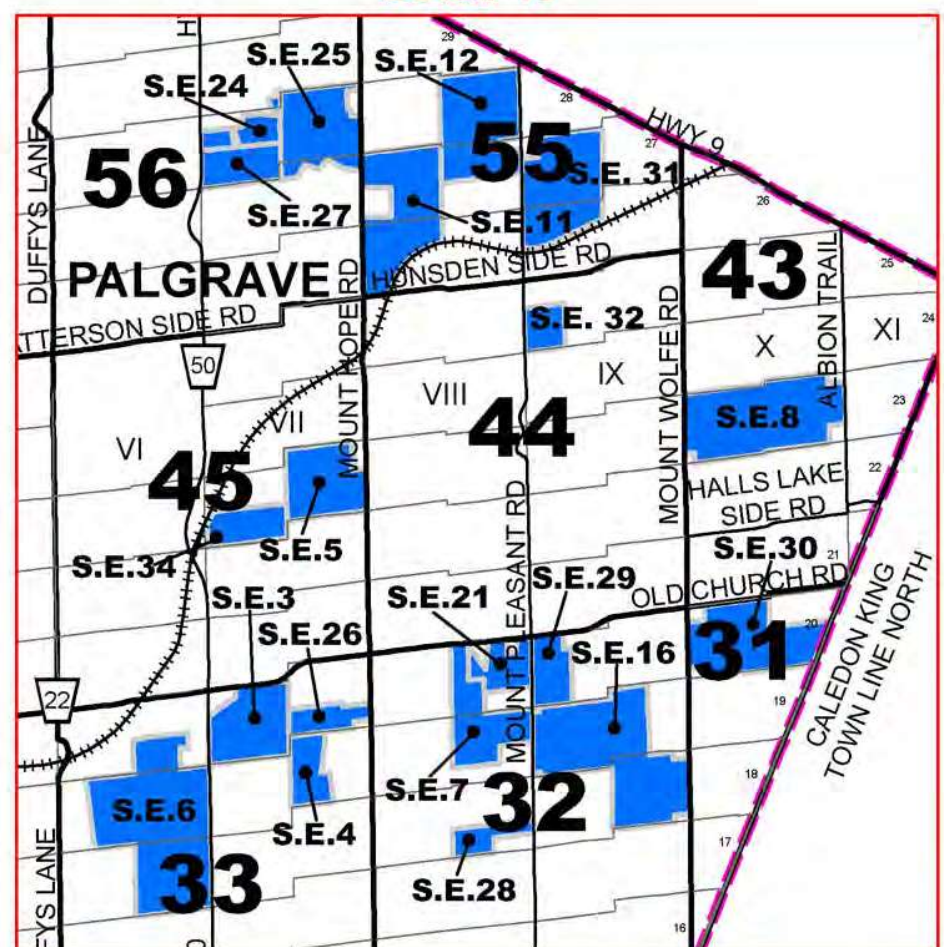 H
29
S.E.25
S.E.12
S.E.24
28
HWY 9
27
DUFFYS LANE
56
55
S.E. 31
26
S.E.27
S.E.11
43
25
PALGRAVE
HUNSDEN SIDE RD
MOUNT HOPE RD
ALBION TRAIL
24
TTERSON SIDE RD
S.E. 32
XI
X
50
IX
MOUNT WOLFE RD
23
VIII
VII
S.E.8
VI
44
45
22
HALLS LAKE
SIDE RD
MOUNT PLEASANT RD
S.E.5
S.E.30
21
S.E.34
S.E.29
OLD CHURCH RD
S.E.3
S.E.21
20
S.E.26
S.E.16
31
CALEDON KING
TOWN LINE NORTH
22
19
18
S.E.7
S.E.6
32
S.E.4
17
33
S.E.28
YS LANE
16